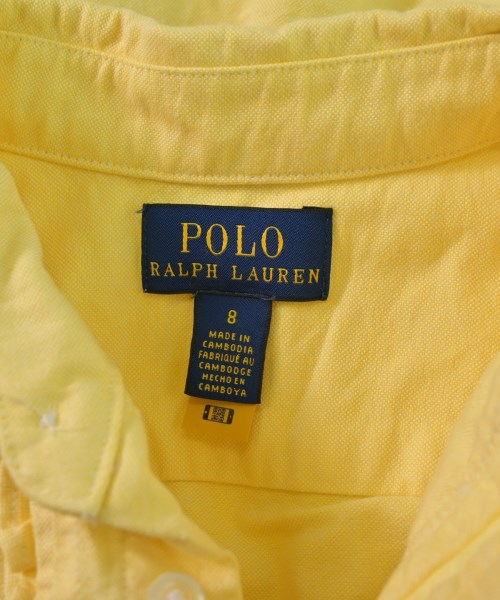 POLO
RALPH LAUREN
8
MADE IN
CAMBODIA
FABRIQUÉ AU
CAMBODGE
HECHO EN
CAMBOYA